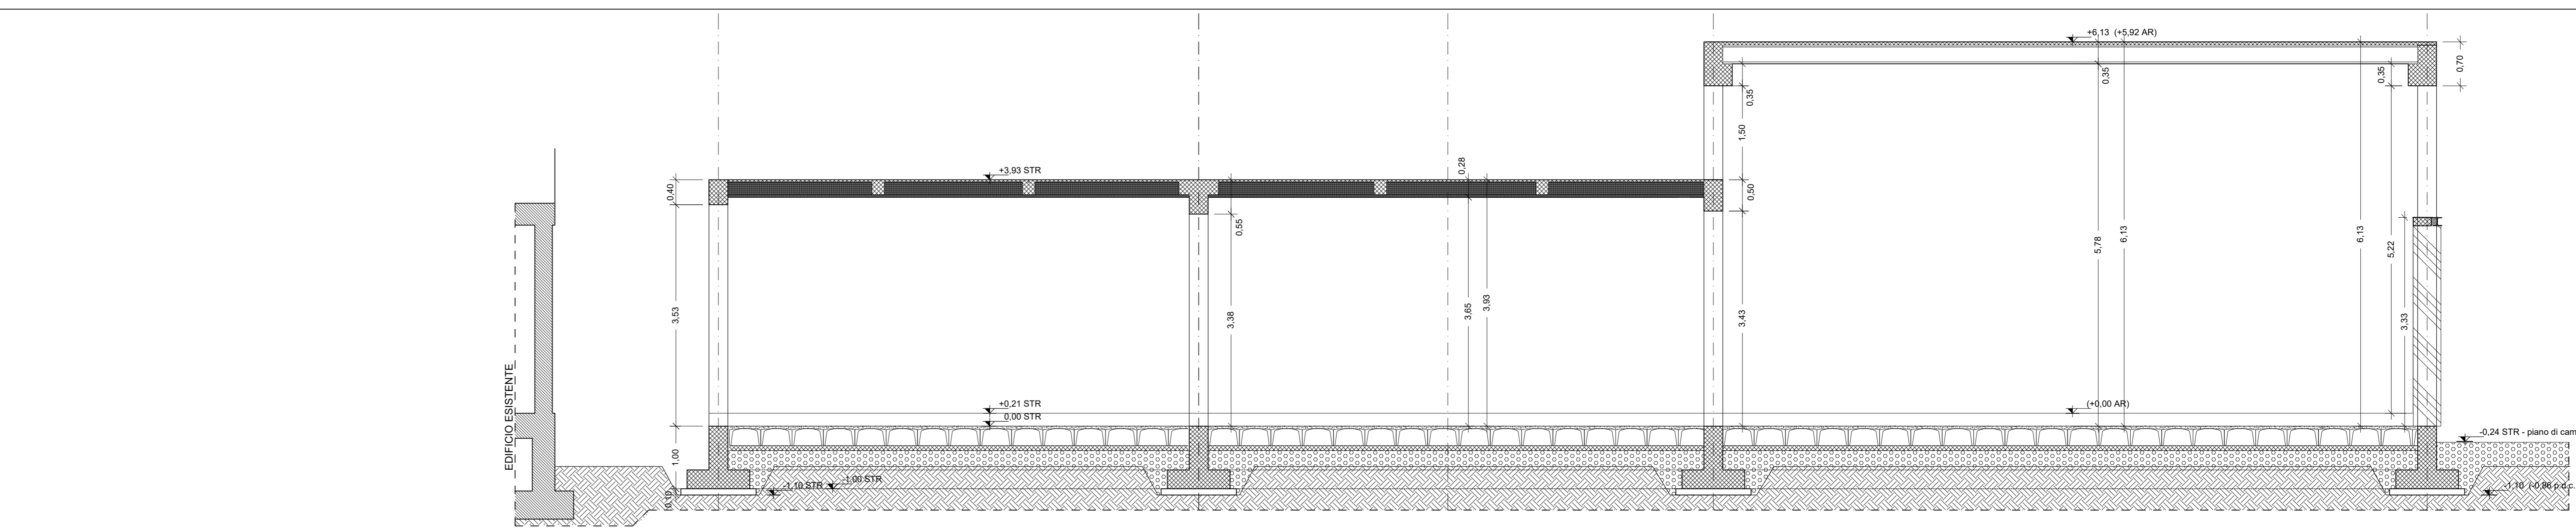 +6,13 (+5,92 AR)
0,70
0,35
0,35
0,35
1,50
0,28
+3,93 STR
0,40
0,50
0,55
6,13
6,13
5,78
5,22
3,93
3,65
3,53
3,38
3,43
3,33
EDIFICIO ESISTENTE
+0,21 STR
0,00 STR
(+0,00 AR)
-0,24 STR - piano di cam
1,00
-1,00 STR
-1,10 STR
0,10
-1,10 (-0,86 p.d.c.